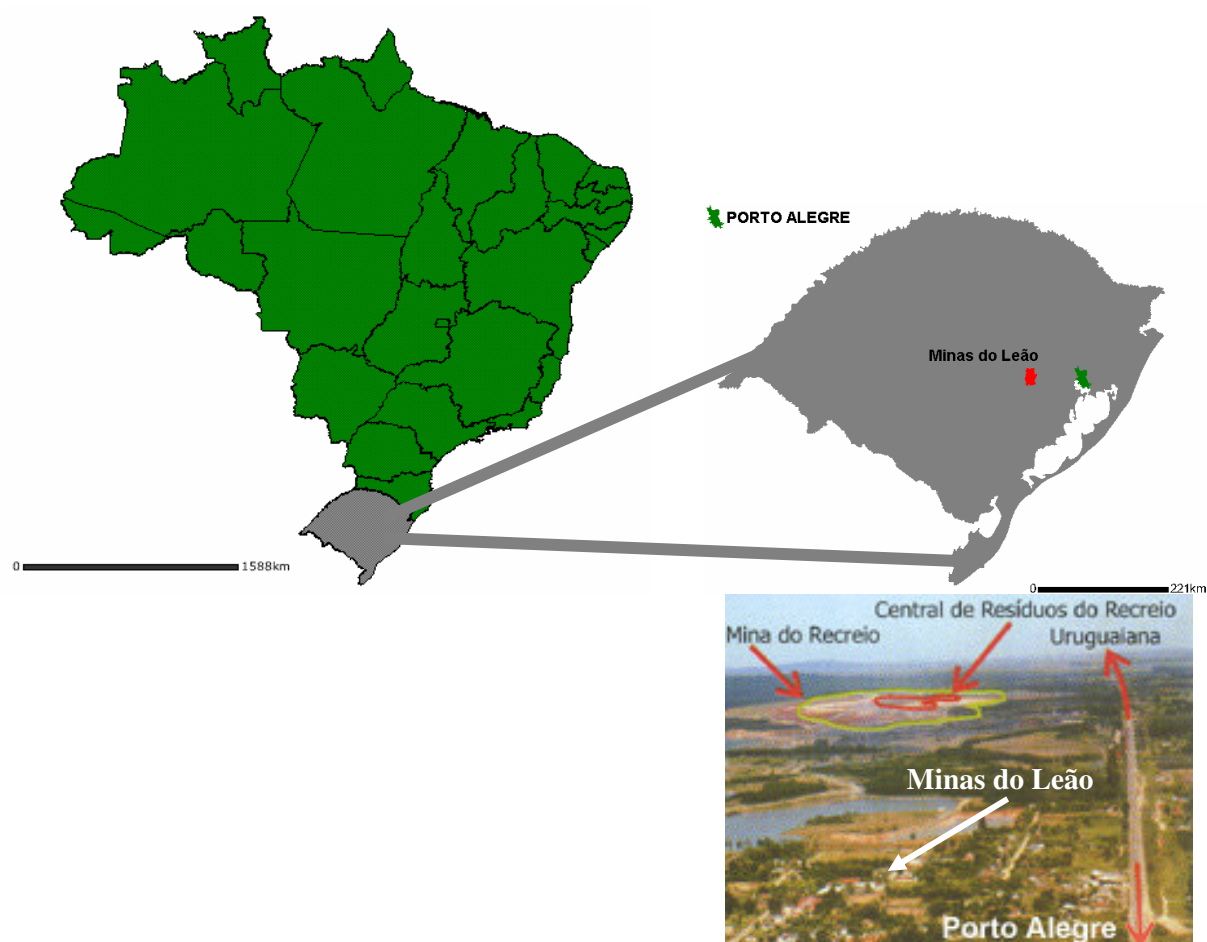 PORTO ALEGRE
Minas do Leão
0 1588km
0 221km
Central de Resíduos do Recreio
Mina do Recreio
Uruguaiana
Minas do Leão
Porto Alegre